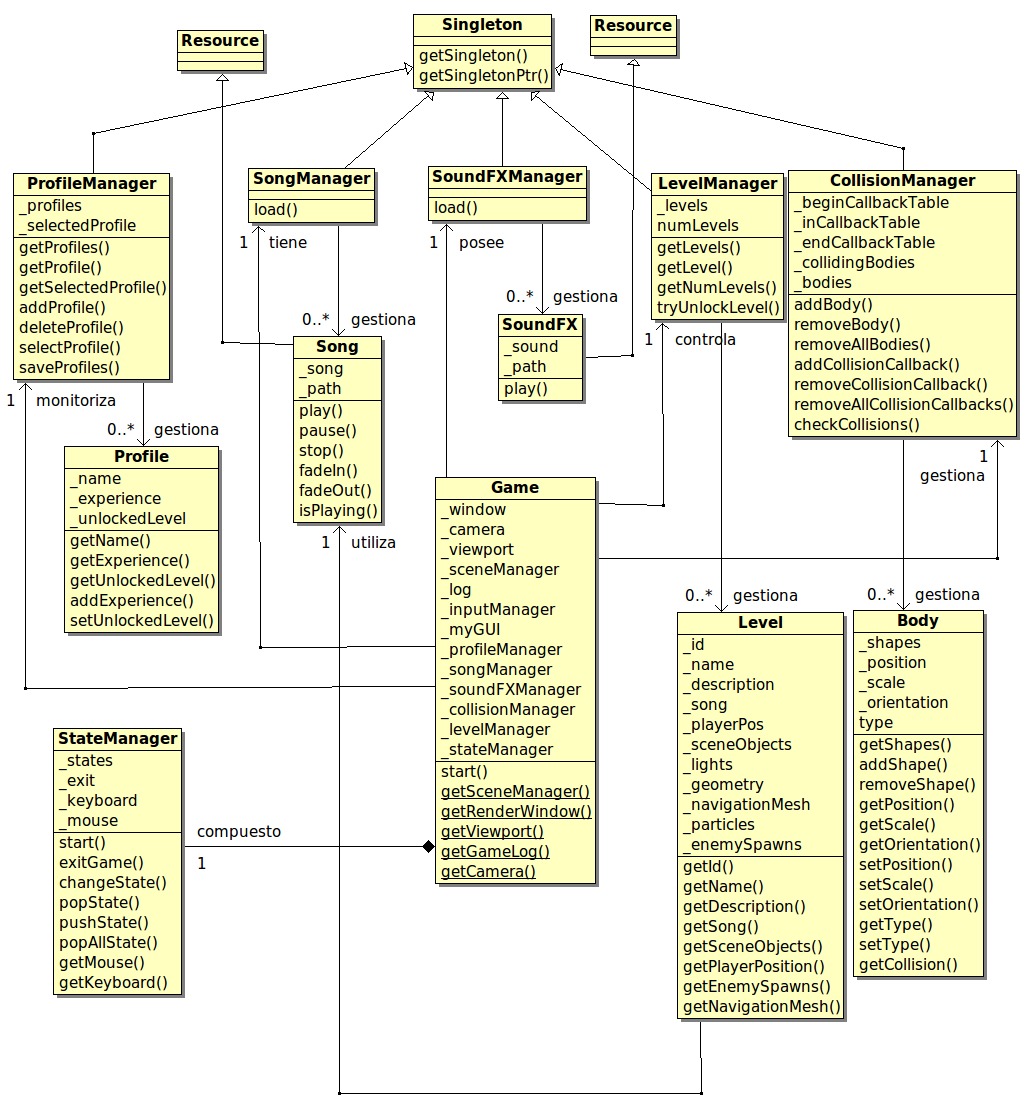 Resource
Singleton
getSingleton()
getSingletonPtr()
Resource
ProfileManager
_profiles
_selectedProfile
getProfiles()
getProfile()
getSelectedProfile()
addProfile()
deleteProfile()
selectProfile()
saveProfiles()
SongManager
load()
SoundFXManager
load()
LevelManager
_levels
numLevels
getLevels()
getLevel()
getNumLevels()
tryUnlockLevel()
CollisionManager
_beginCallbackTable
_inCallbackTable
_endCallbackTable
_collidingBodies
_bodies
addBody()
removeBody()
removeAllBodies()
addCollisionCallback()
removeCollisionCallback()
removeAllCollisionCallbacks()
checkCollisions()
1 tiene
1 posee
0..* gestiona
0..* gestiona
1 controla
1 monitoriza
0..* gestiona
1
gestiona
Song
_song
_path
play()
pause()
stop()
fadeIn()
fadeOut()
isPlaying()
SoundFX
_sound
_path
play()
Profile
_name
_experience
_unlockedLevel
getName()
getExperience()
getUnlockedLevel()
addExperience()
setUnlockedLevel()
1 utiliza
Game
_window
_camera
_viewport
_sceneManager
_log
_inputManager
_myGUI
_profileManager
_songManager
_soundFXManager
_collisionManager
_levelManager
_stateManager
start()
getSceneManager()
getRenderWindow()
getViewport()
getGameLog()
getCamera()
0..* gestiona
0..* gestiona
Level
_id
_name
_description
_song
_playerPos
_sceneObjects
_lights
_geometry
_navigationMesh
_particles
_enemySpawns
getId()
getName()
getDescription()
getSong()
getSceneObjects()
getPlayerPosition()
getEnemySpawns()
getNavigationMesh()
Body
_shapes
_position
_scale
_orientation
type
getShapes()
addShape()
removeShape()
getPosition()
getScale()
getOrientation()
setPosition()
setScale()
setOrientation()
getType()
setType()
getCollision()
StateManager
_states
_exit
_keyboard
_mouse
start()
exitGame()
changeState()
popState()
pushState()
popAllState()
getMouse()
getKeyboard()
compuesto
1